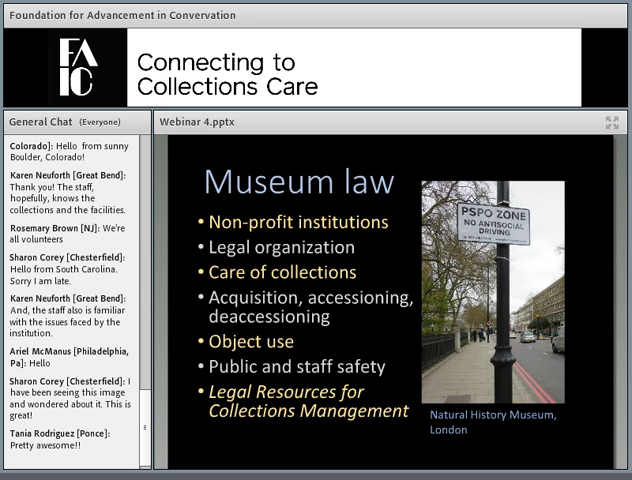 Foundation for Advancement in Convervation
FA
IC
Connecting to
Collections Care
General Chat (Everyone)
Colorado]: Hello from sunny
Boulder, Colorado!
Karen Neuforth [Great Bend]:
Thank you! The staff,
hopefully, knows the
collections and the facilities.
Rosemary Brown [NJ]: We're
all volunteers
Sharon Corey [Chesterfield]:
Hello from South Carolina.
Sorry I am late.
Karen Neuforth [Great Bend]:
And, the staff also is familiar
with the issues faced by the
institution.
Ariel McManus [Philadelphia,
Pa]: Hello
Sharon Corey [Chesterfield]: I
have been seeing this image
and wondered about it. This is
great!
Tania Rodriguez [Ponce]:
Pretty awesome!!
Webinar 4.pptx
Museum law
• Non-profit institutions
• Legal organization
• Care of collections
• Acquisition, accessioning,
deaccessioning
• Object use
• Public and staff safety
• Legal Resources for
Collections Management
PSPO ZONE
NO ANTISOCIAL
DRIVING
Natural History Museum,
London